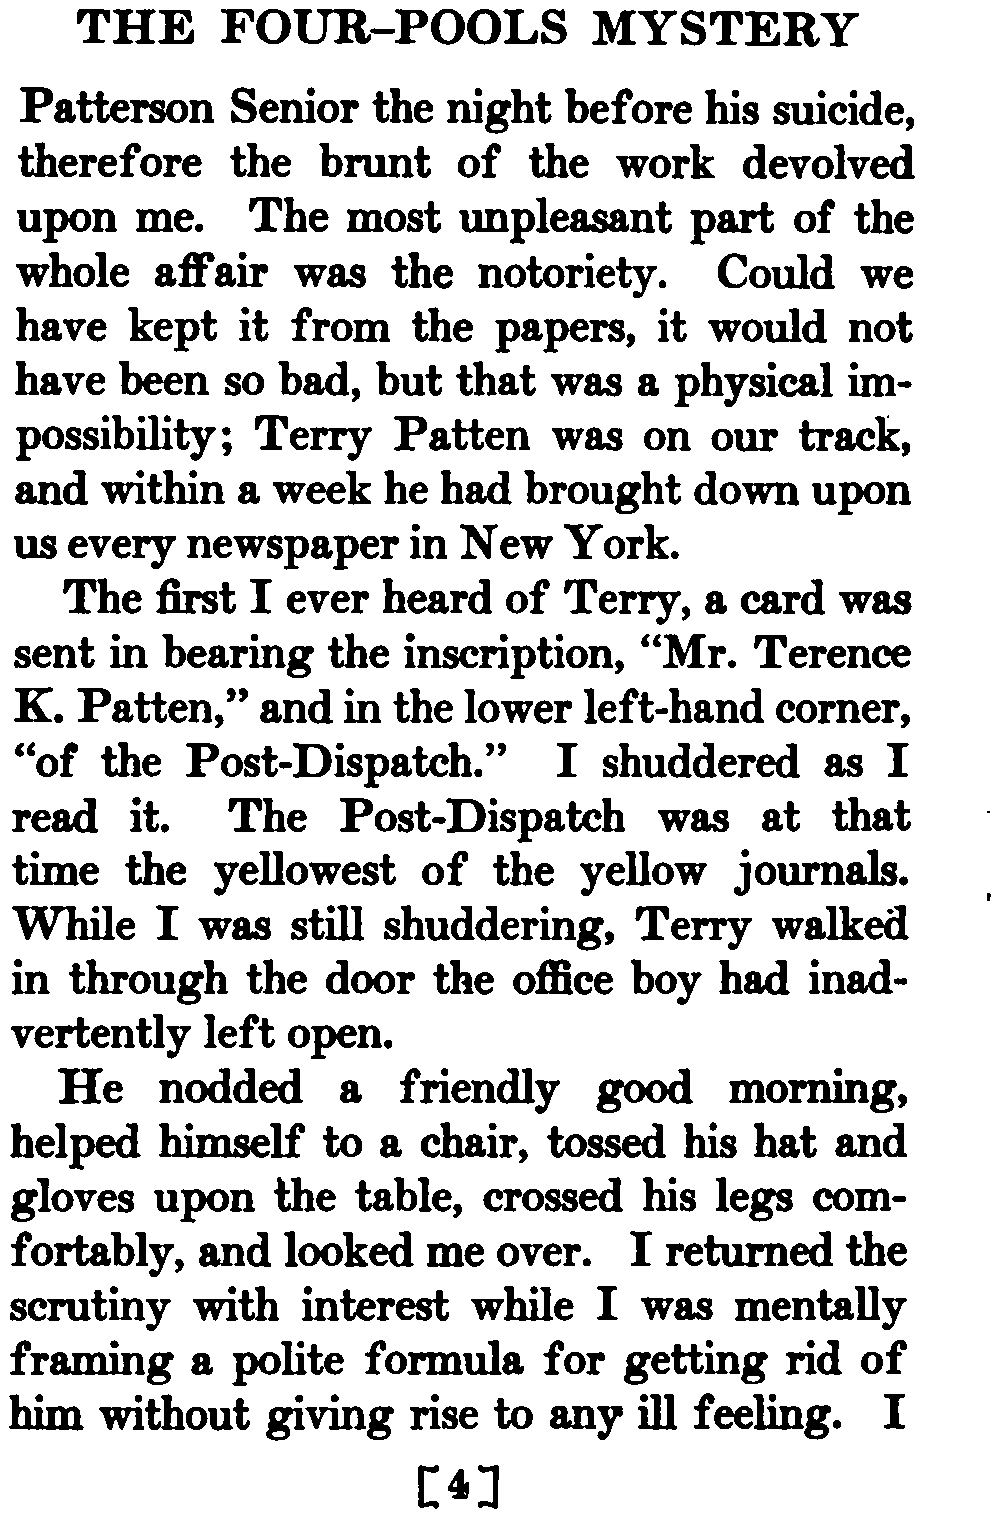 THE FOUR-POOLS MYSTERY
Patterson Senior the night before his suicide,
therefore the brunt of the work devolved
upon me. The most unpleasant part of the
whole affair was the notoriety. Could we
have kept it from the papers, it would not
have been so bad, but that was a physical im-
possibility; Terry Patten was on our track,
and within a week he had brought down upon
us every newspaper in New York.
The first I ever heard of Terry, a card was
sent in bearing the inscription, “Mr. Terence
K. Patten,” and in the lower left-hand corner,
“of the Post-Dispatch.” I shuddered as I
read it. The Post-Dispatch was at that
time the yellowest of the yellow journals.
While I was still shuddering, Terry walked
in through the door the office boy had inad-
vertently left open.
He nodded a friendly good morning,
helped himself to a chair, tossed his hat and
gloves upon the table, crossed his legs com-
fortably, and looked me over. I returned the
scrutiny with interest while I was mentally
framing a polite formula for getting rid of
him without giving rise to any ill feeling. I
[4]